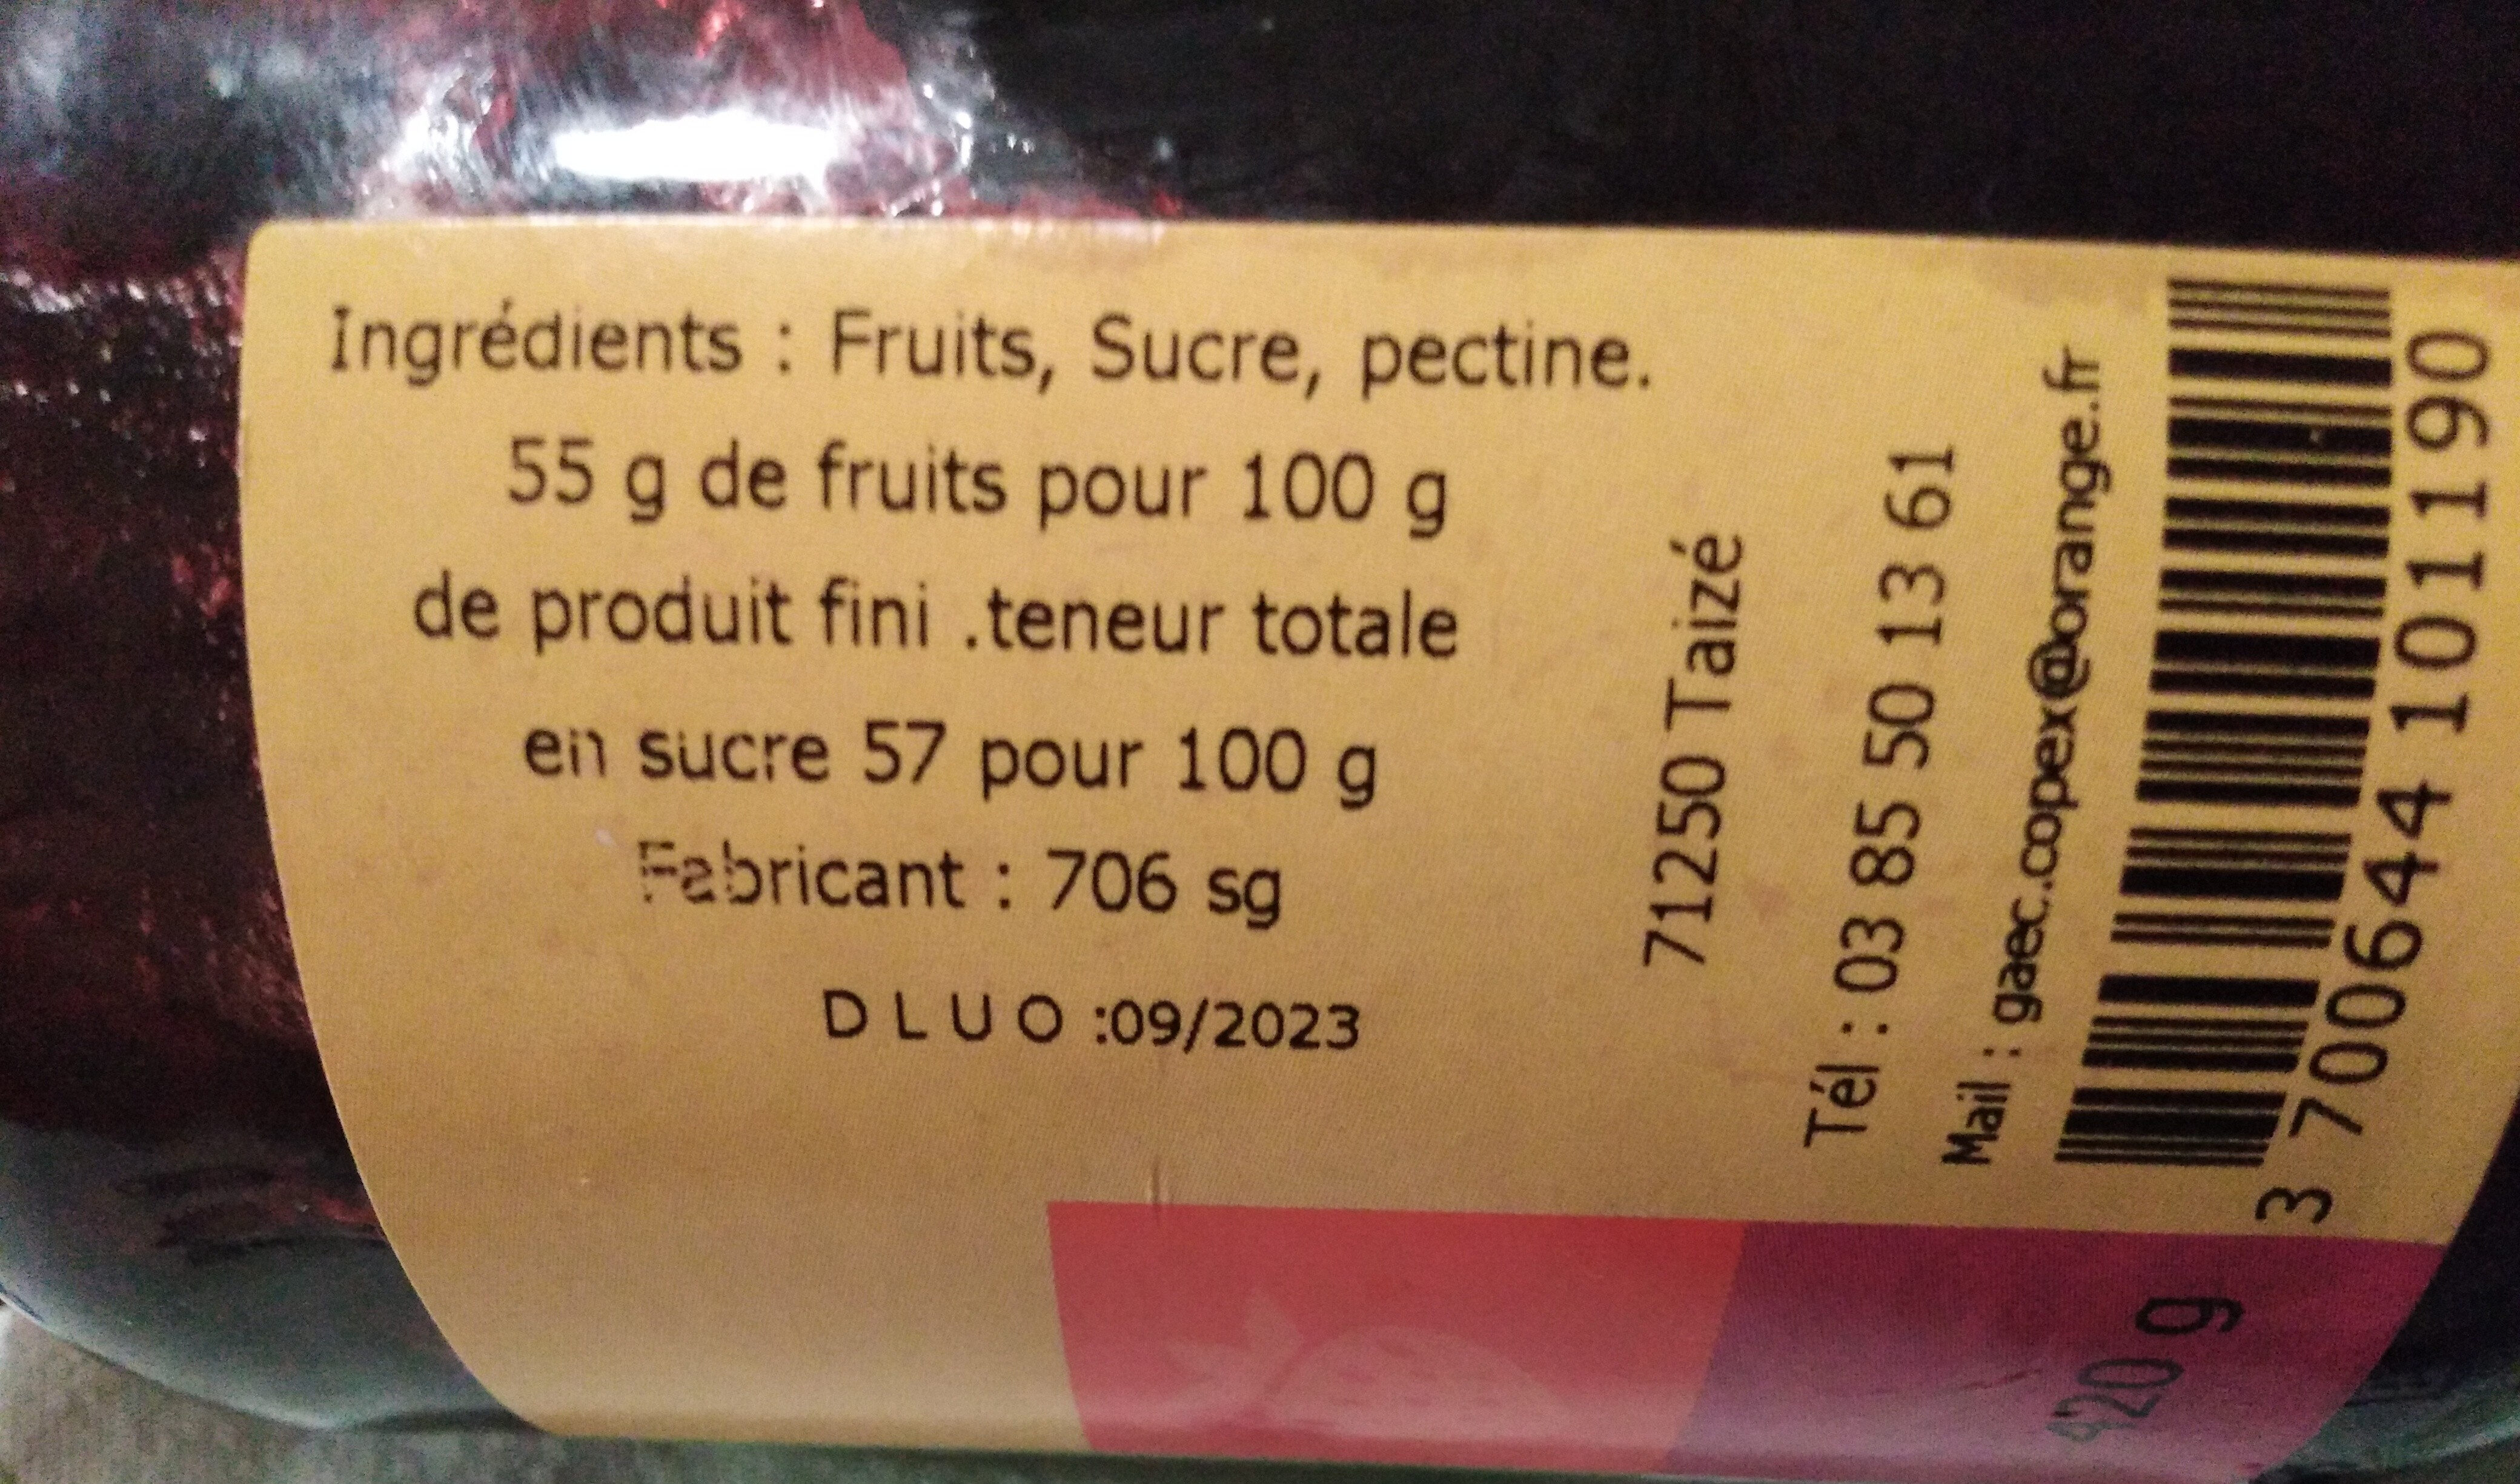 Ingrédients : Fruits, Sucre, pectine.
55 g de fruits pour 100 g
de produit fini .teneur totale
en sucre 57 pour 100 g
Fabricant : 706 sg
D L U O :09/2023
71250 Taizé
Tél : 03 85 50 13 61
Mail : gaec.copex@orange.fr
3 700644 101190
420 g